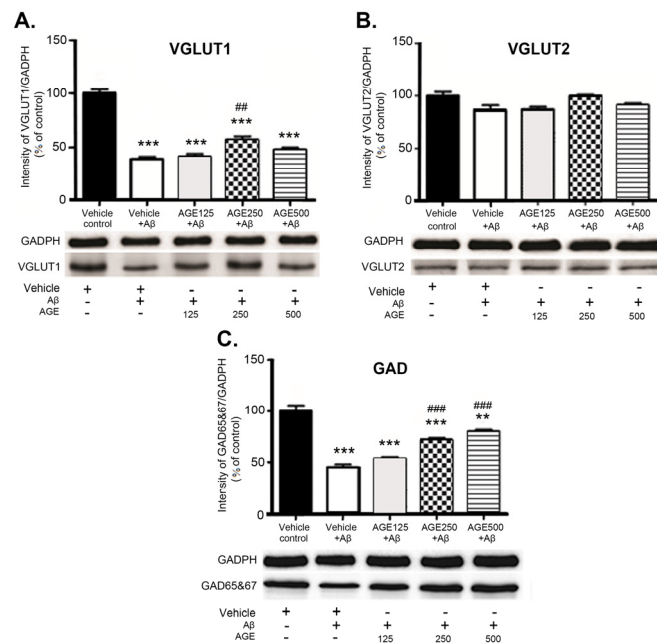 A.
VGLUT1
Intensity of VGLUT1/GADPH
(% of control)
150
100
50
0
***
***
##
***
***
Vehicle control
Vehicle +Aβ
AGE125 +Aβ
AGE250 +Aβ
AGE500 +Aβ
GADPH
VGLUT1
Vehicle + + - - -
Aβ - + + + +
AGE - - 125 250 500
B.
VGLUT2
Intensity of VGLUT2/GADPH
(% of control)
150
100
50
0
Vehicle control
Vehicle +Aβ
AGE125 +Aβ
AGE250 +Aβ
AGE500 +Aβ
GADPH
VGLUT2
Vehicle + + - - -
Aβ - + + + +
AGE - - 125 250 500
C.
GAD
Intensity of GAD65&67/GADPH
(% of control)
150
100
50
0
***
***
###
***
###
**
Vehicle control
Vehicle +Aβ
AGE125 +Aβ
AGE250 +Aβ
AGE500 +Aβ
GADPH
GAD65&67
Vehicle + + - - -
Aβ - + + + +
AGE - - 125 250 500